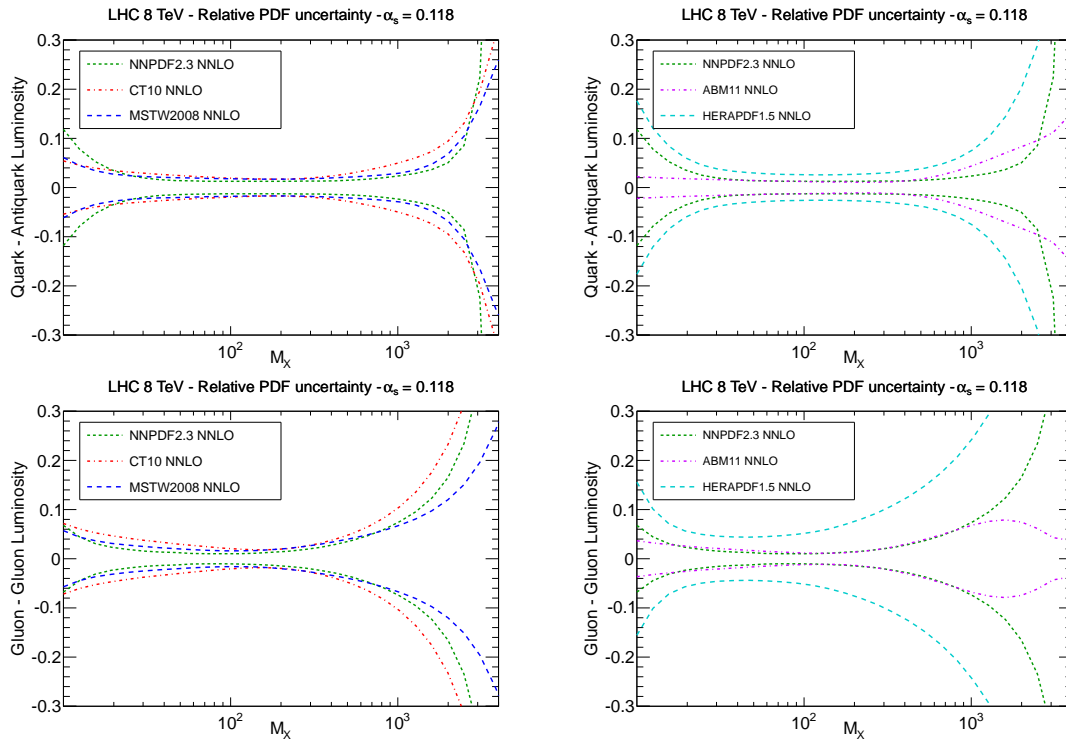 LHC 8 TeV - Relative PDF uncertainty - αs = 0.118
Quark - Antiquark Luminosity
0.3
0.2
0.1
0
-0.1
-0.2
-0.3
NNPDF2.3 NNLO
CT10 NNLO
MSTW2008 NNLO
10²
10³
M_X
LHC 8 TeV - Relative PDF uncertainty - αs = 0.118
Quark - Antiquark Luminosity
0.3
0.2
0.1
0
-0.1
-0.2
-0.3
NNPDF2.3 NNLO
ABM11 NNLO
HERAPDF1.5 NNLO
10²
10³
M_X
LHC 8 TeV - Relative PDF uncertainty - αs = 0.118
Gluon - Gluon Luminosity
0.3
0.2
0.1
0
-0.1
-0.2
-0.3
NNPDF2.3 NNLO
CT10 NNLO
MSTW2008 NNLO
10²
10³
M_X
LHC 8 TeV - Relative PDF uncertainty - αs = 0.118
Gluon - Gluon Luminosity
0.3
0.2
0.1
0
-0.1
-0.2
-0.3
NNPDF2.3 NNLO
ABM11 NNLO
HERAPDF1.5 NNLO
10²
10³
M_X